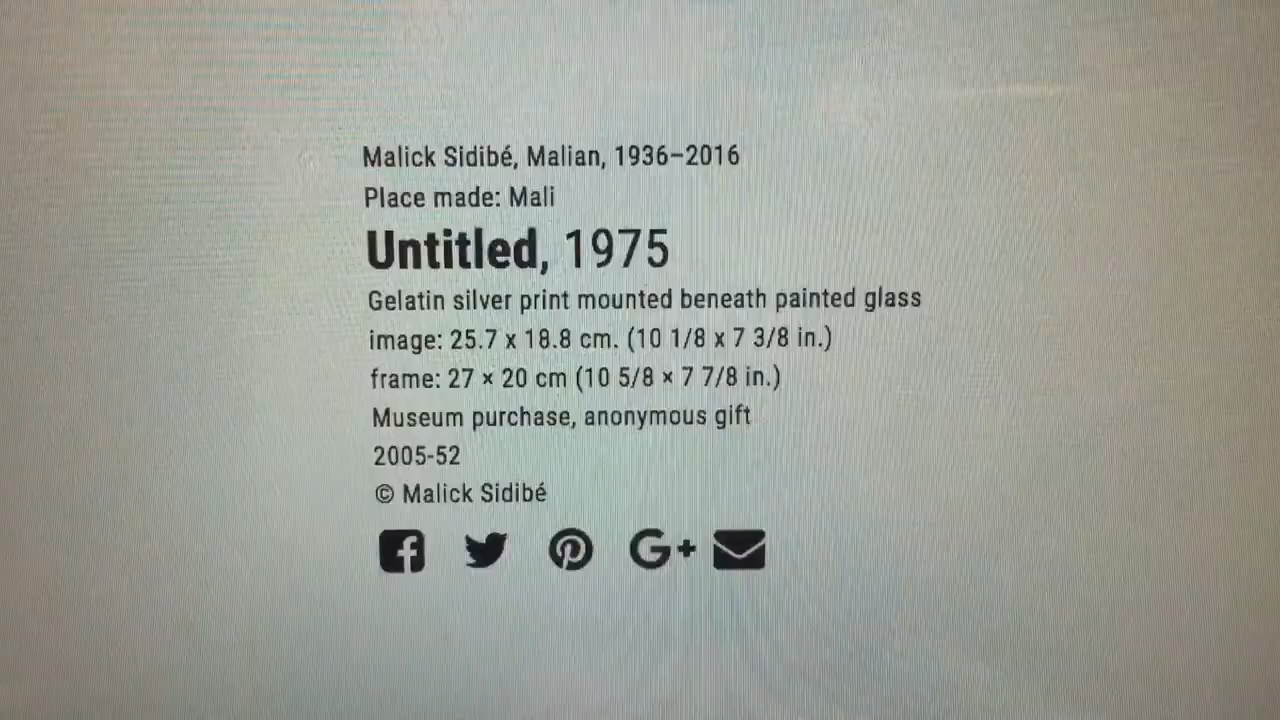 Malick Sidibé, Malian, 1936–2016
Place made: Mali
Untitled, 1975
Gelatin silver print mounted beneath painted glass
image: 25.7 x 18.8 cm. (10 1/8 x 7 3/8 in.)
frame: 27 × 20 cm (10 5/8 × 7 7/8 in.)
Museum purchase, anonymous gift
2005-52
© Malick Sidibé
G+